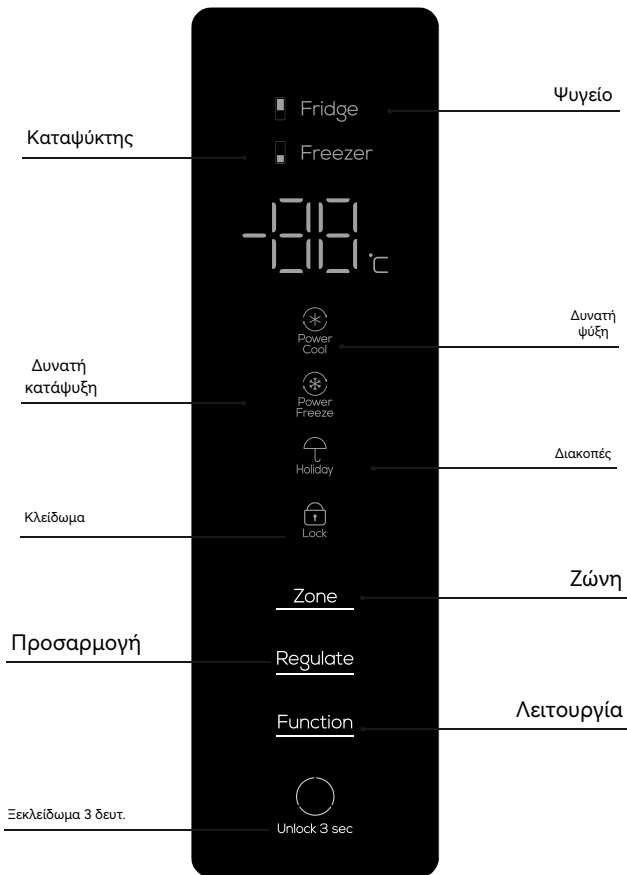 Ψυγείο
Fridge
Καταψύκτης
Freezer
-88 °C
Δυνατή
ψύξη
Power
Cool
Δυνατή
κατάψυξη
Power
Freeze
Διακοπές
Holiday
Κλείδωμα
Lock
Ζώνη
Zone
Προσαρμογή
Regulate
Λειτουργία
Function
Ξεκλείδωμα 3 δευτ.
Unlock 3 sec